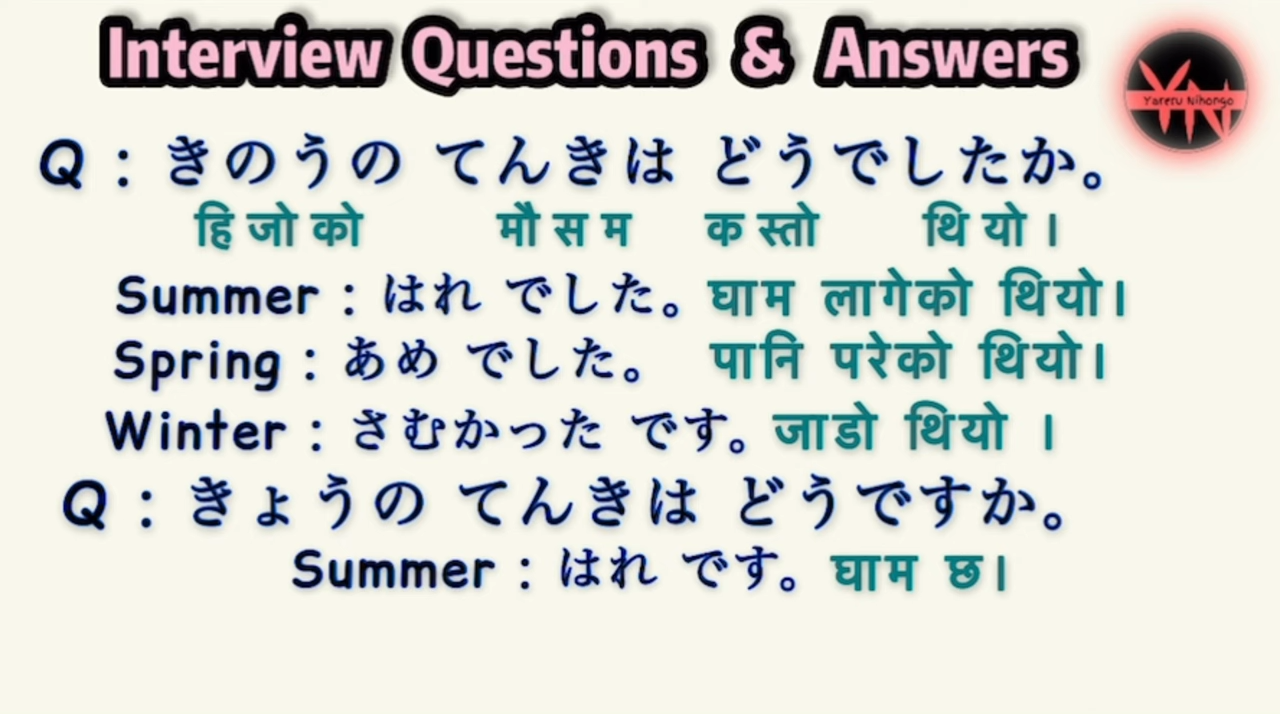 Interview Questions & Answers
Yareru Nihongo
Q : きのうの てんきは どうでしたか。
हिजोको मौसम कस्तो थियो ।
Summer : はれ でした。 घाम लागेको थियो।
Spring : あめ でした。 पानि परेको थियो।
Winter : さむかった です。 जाडो थियो ।
Q : きょうの てんきは どうですか。
Summer : はれ です。 घाम छ।